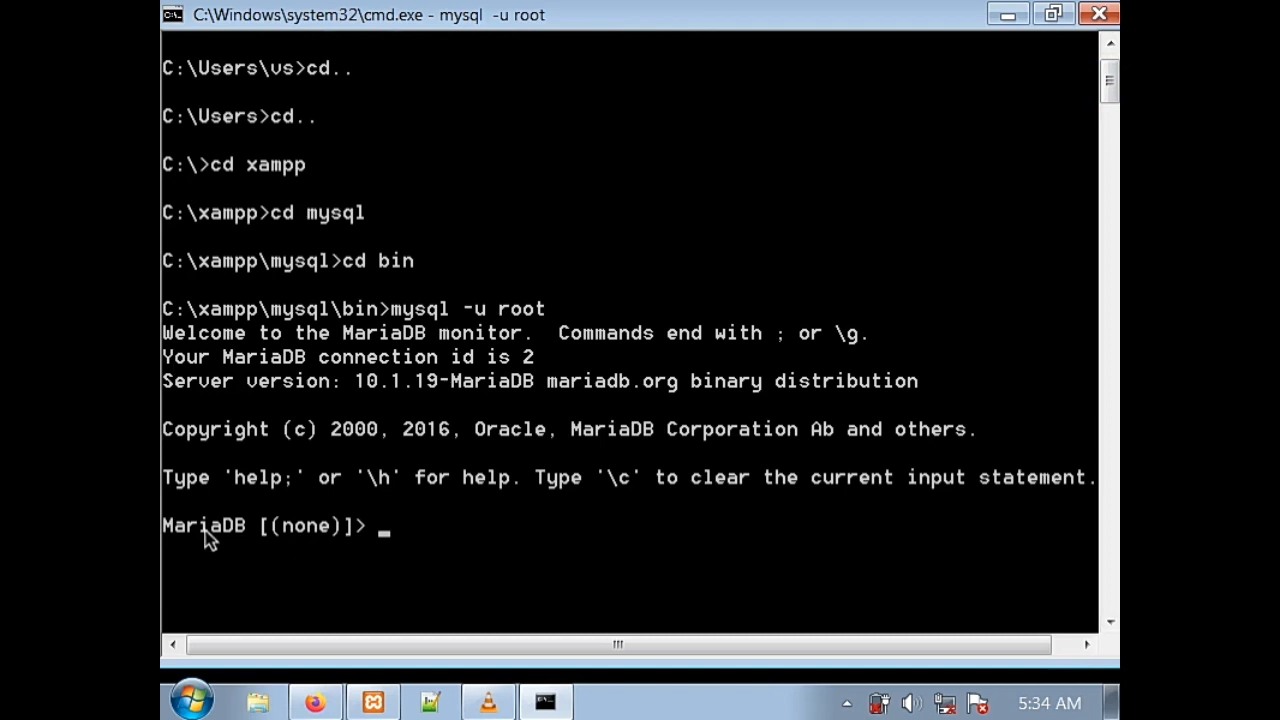 C:\Windows\system32\cmd.exe - mysql  -u root
C:\Users\vs>cd..
C:\Users>cd..
C:\>cd xampp
C:\xampp>cd mysql
C:\xampp\mysql>cd bin
C:\xampp\mysql\bin>mysql -u root
Welcome to the MariaDB monitor.  Commands end with ; or \g.
Your MariaDB connection id is 2
Server version: 10.1.19-MariaDB mariadb.org binary distribution
Copyright (c) 2000, 2016, Oracle, MariaDB Corporation Ab and others.
Type 'help;' or '\h' for help. Type '\c' to clear the current input statement.
MariaDB [(none)]> _
5:34 AM